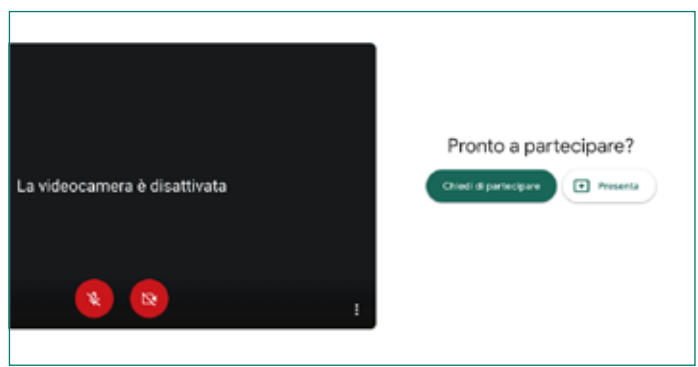 La videocamera è disattivata
Pronto a partecipare?
Chiedi di partecipare
Presenta